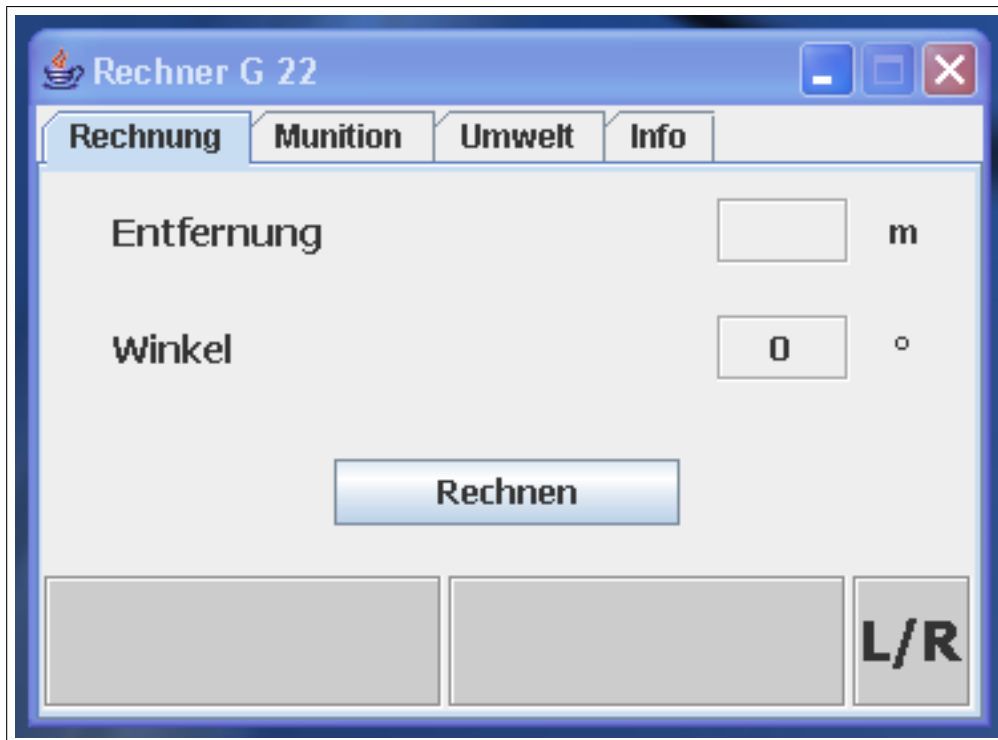 Rechner G 22
Rechnung Munition Umwelt Info
Entfernung m
Winkel 0 °
Rechnen
L/R